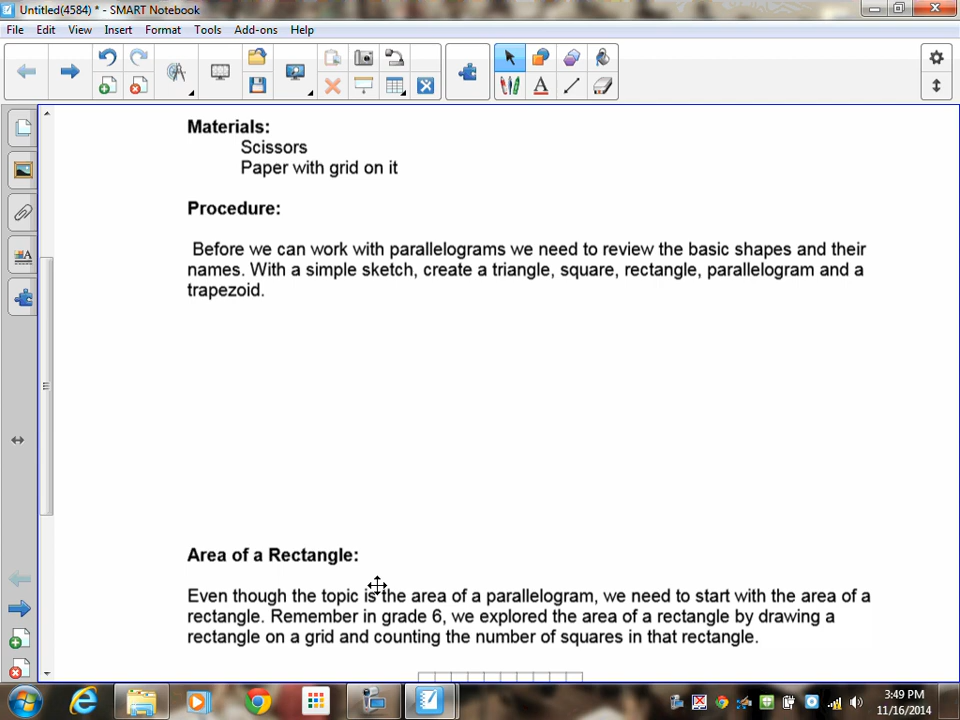 Untitled(4584) * - SMART Notebook
File Edit View Insert Format Tools Add-ons Help
Materials:
Scissors
Paper with grid on it
Procedure:
Before we can work with parallelograms we need to review the basic shapes and their
names. With a simple sketch, create a triangle, square, rectangle, parallelogram and a
trapezoid.
Area of a Rectangle:
Even though the topic is the area of a parallelogram, we need to start with the area of a
rectangle. Remember in grade 6, we explored the area of a rectangle by drawing a
rectangle on a grid and counting the number of squares in that rectangle.
3:49 PM
11/16/2014